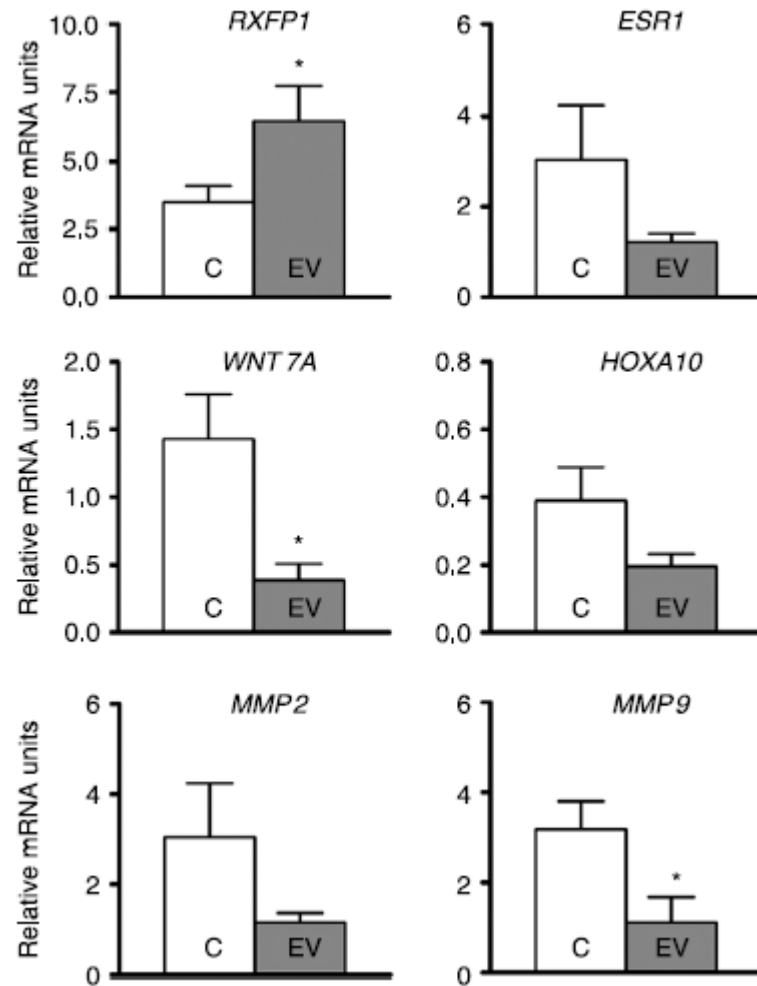 RXFP1
10.0
7.5
5.0
2.5
0.0
Relative mRNA units
*
C
EV
ESR1
6
4
2
0
C
EV
WNT 7A
2.0
1.5
1.0
0.5
0.0
Relative mRNA units
*
C
EV
HOXA10
0.8
0.6
0.4
0.2
0.0
C
EV
MMP2
6
4
2
0
Relative mRNA units
C
EV
MMP9
6
4
2
0
*
C
EV